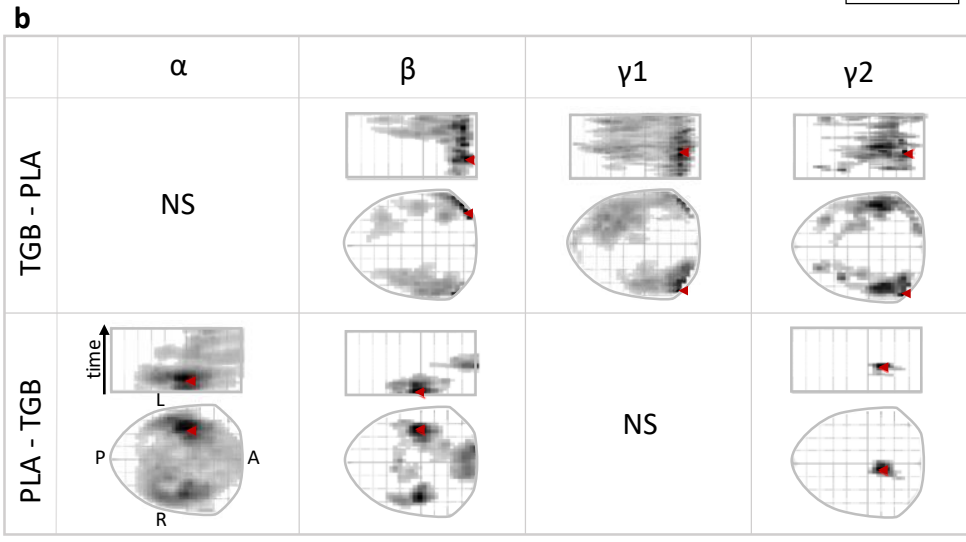 b
α β γ1 γ2
TGB - PLA
NS
PLA - TGB
time
L
P A
R
NS